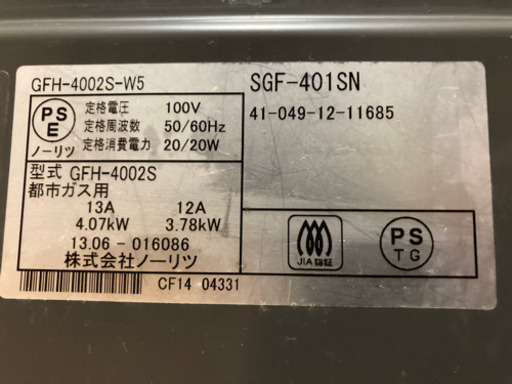 GFH-4002S-W5
PS
E
ノーリツ
定格電圧 100V
定格周波数 50/60Hz
定格消費電力 20/20W
型式 GFH-4002S
都市ガス用
13A 12A
4.07kW 3.78kW
13.06-016086
株式会社ノーリツ
CF14 04331
SGF-401SN
41-049-12-11685
JIA認証
PS
TG